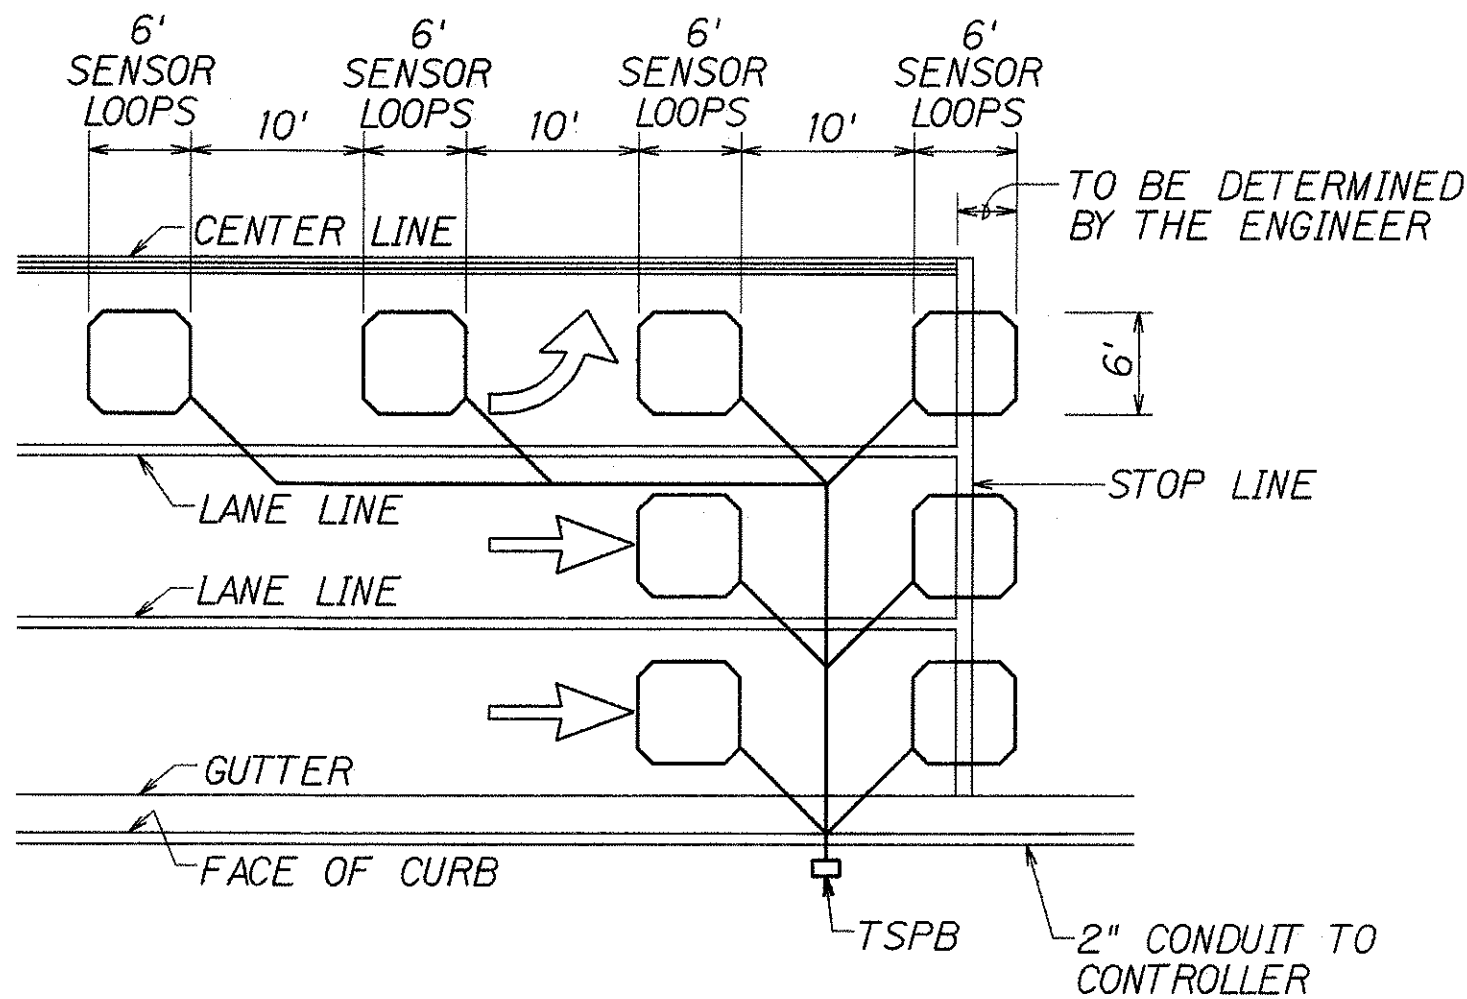 6'
SENSOR
LOOPS
10'
6'
SENSOR
LOOPS
10'
6'
SENSOR
LOOPS
10'
6'
SENSOR
LOOPS
TO BE DETERMINED
BY THE ENGINEER
CENTER LINE
6'
LANE LINE
STOP LINE
LANE LINE
GUTTER
FACE OF CURB
TSPB
2" CONDUIT TO
CONTROLLER